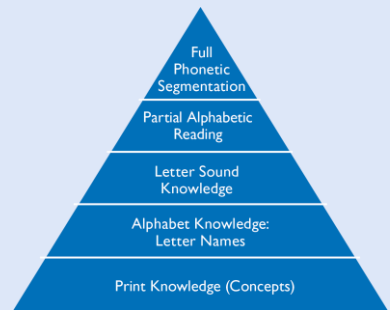 Full
Phonetic
Segmentation
Partial Alphabetic
Reading
Letter Sound
Knowledge
Alphabet Knowledge:
Letter Names
Print Knowledge (Concepts)